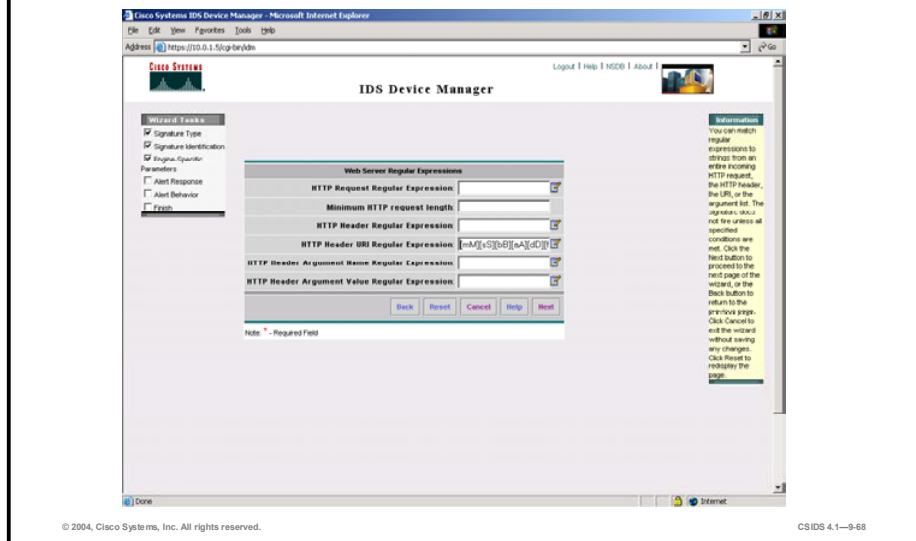 Cisco Systems IDS Device Manager - Microsoft Internet Explorer
File Edit View Favorites Tools Help
Address https://10.0.1.5/cgi-bin/idm Go
CISCO SYSTEMS
Logout | Help | NSDB | About |
IDS Device Manager
Wizard Tasks
Signature Type
Signature Identification
Engine-Specific
Parameters
Alert Response
Alert Behavior
Finish
Web Server Regular Expressions
HTTP Request Regular Expression:
Minimum HTTP request length:
HTTP Header Regular Expression:
HTTP Header URI Regular Expression: [mM][sS][bB][aA][dD][
HTTP Header Argument Name Regular Expression:
HTTP Header Argument Value Regular Expression:
Back Reset Cancel Help Next
Note: * - Required Field
Information
You can match
regular
expressions to
strings from an
entire incoming
HTTP request,
the HTTP header,
the URI, or the
argument list. The
signature does
not fire unless all
specified
conditions are
met. Click the
Next button to
proceed to the
next page of the
wizard, or the
Back button to
return to the
previous page.
Click Cancel to
exit the wizard
without saving
any changes.
Click Reset to
redisplay the
page.
Done
Internet
© 2004, Cisco Systems, Inc. All rights reserved.
CSIDS 4.1—9-68